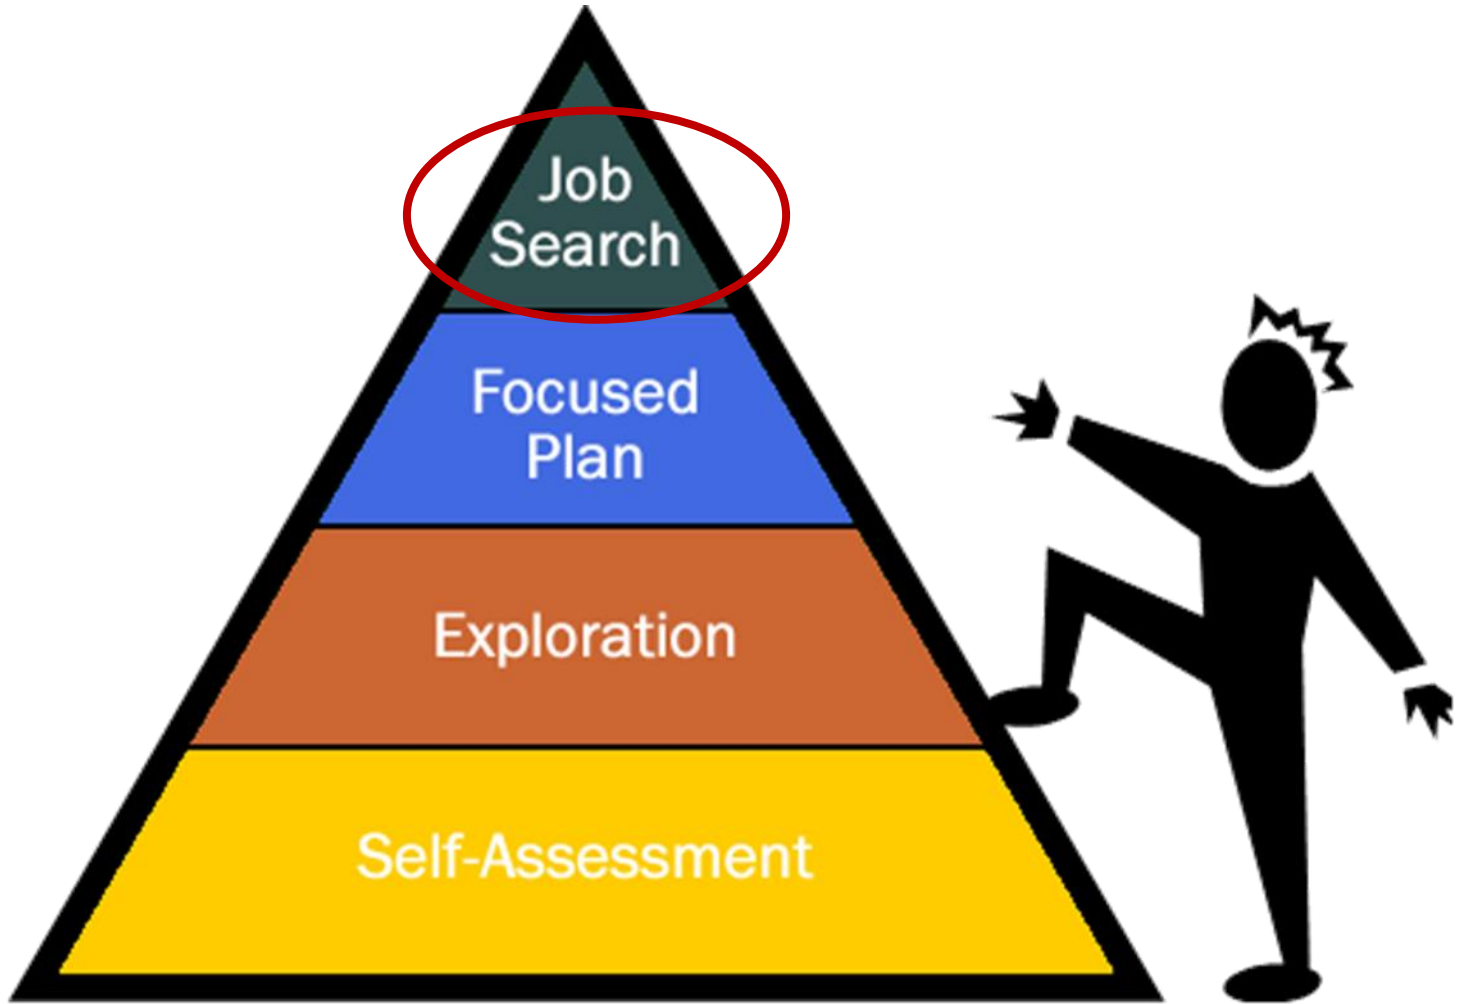 Job
Search
Focused
Plan
Exploration
Self-Assessment